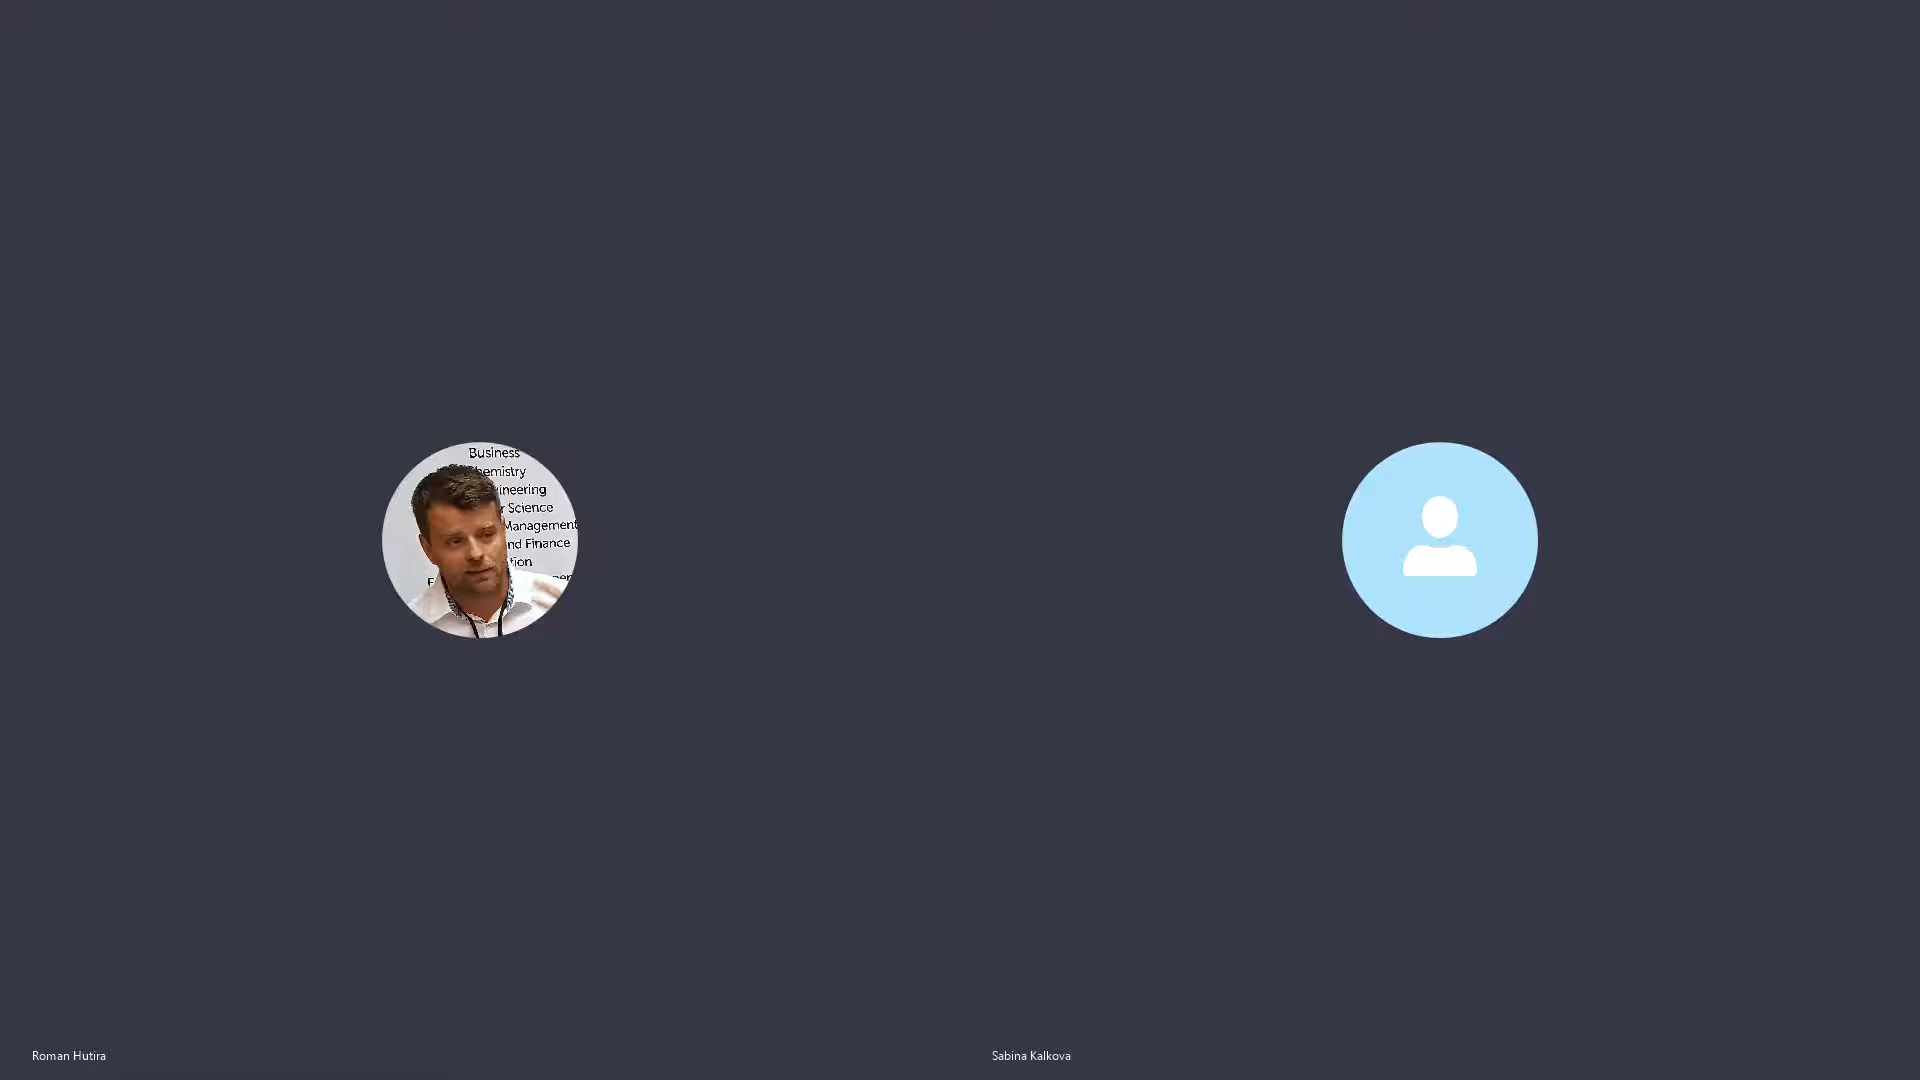 Business
hemistry
ineering
r Science
Management
nd Finance
tion
Roman Hutira
Sabina Kalkova